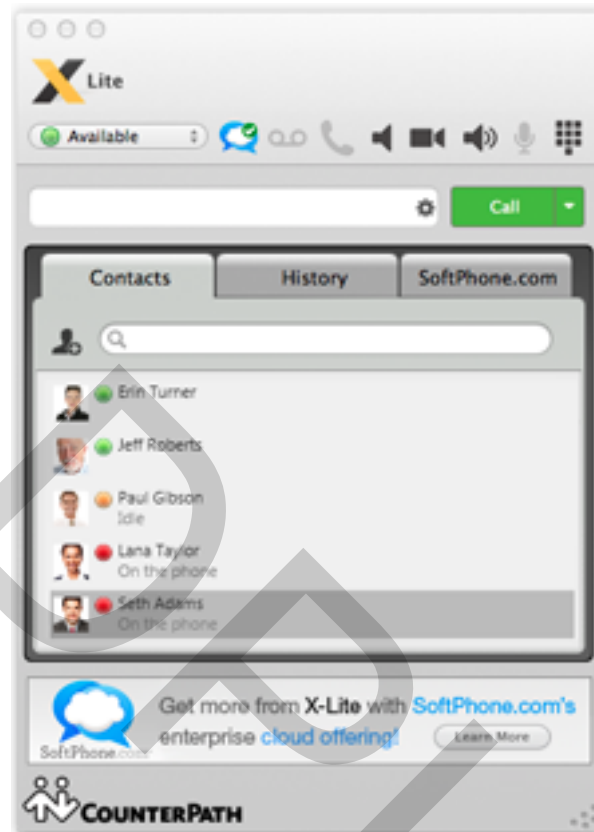 X Lite
Available
Call
Contacts
History
SoftPhone.com
Erin Turner
Jeff Roberts
Paul Gibson
Idle
Lana Taylor
On the phone
Seth Adams
On the phone
Get more from X-Lite with SoftPhone.com's
enterprise cloud offering!
Learn More
SoftPhone.com
COUNTERPATH